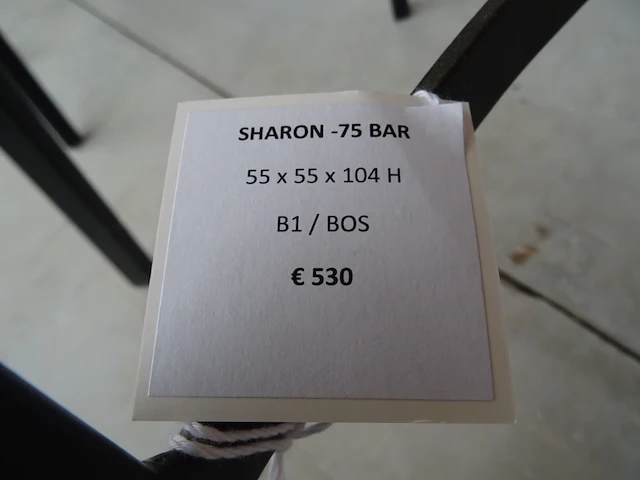 SHARON -75 BAR
55 x 55 x 104 H
B1 / BOS
€ 530